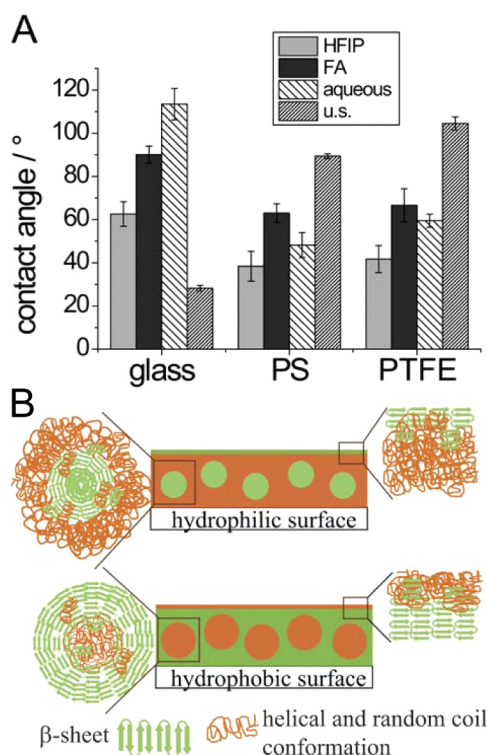 A
HFIP
FA
aqueous
u.s.
contact angle / °
120
100
80
60
40
20
0
glass PS PTFE
B
hydrophilic surface
hydrophobic surface
β-sheet
helical and random coil
conformation